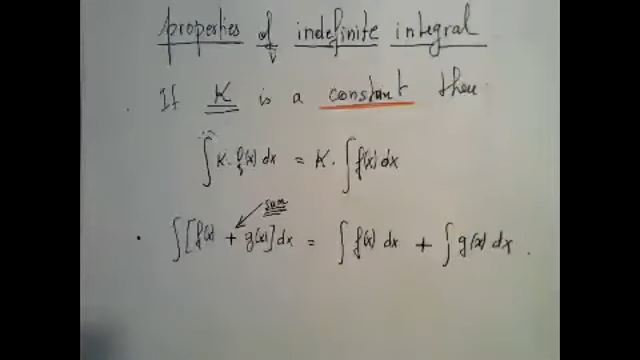 properties of indefinite integral
. If K is a constant then
∫ K. f(x) dx = K. ∫ f(x) dx
sum
. ∫ [f(x) + g(x)] dx = ∫ f(x) dx + ∫ g(x) dx .